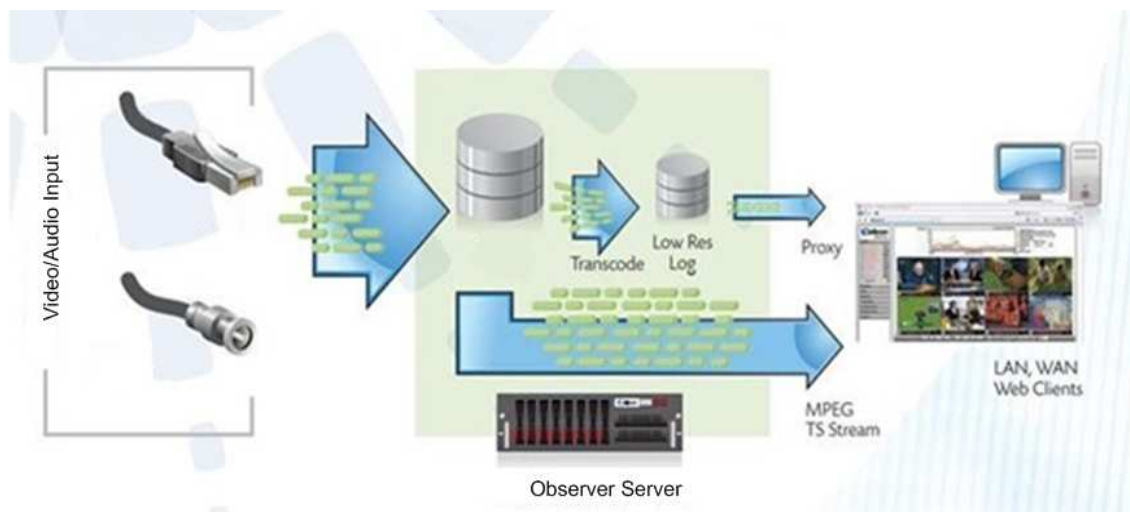 Video/Audio Input
Transcode
Low Res
Log
Proxy
MPEG
TS Stream
LAN, WAN
Web Clients
Observer Server